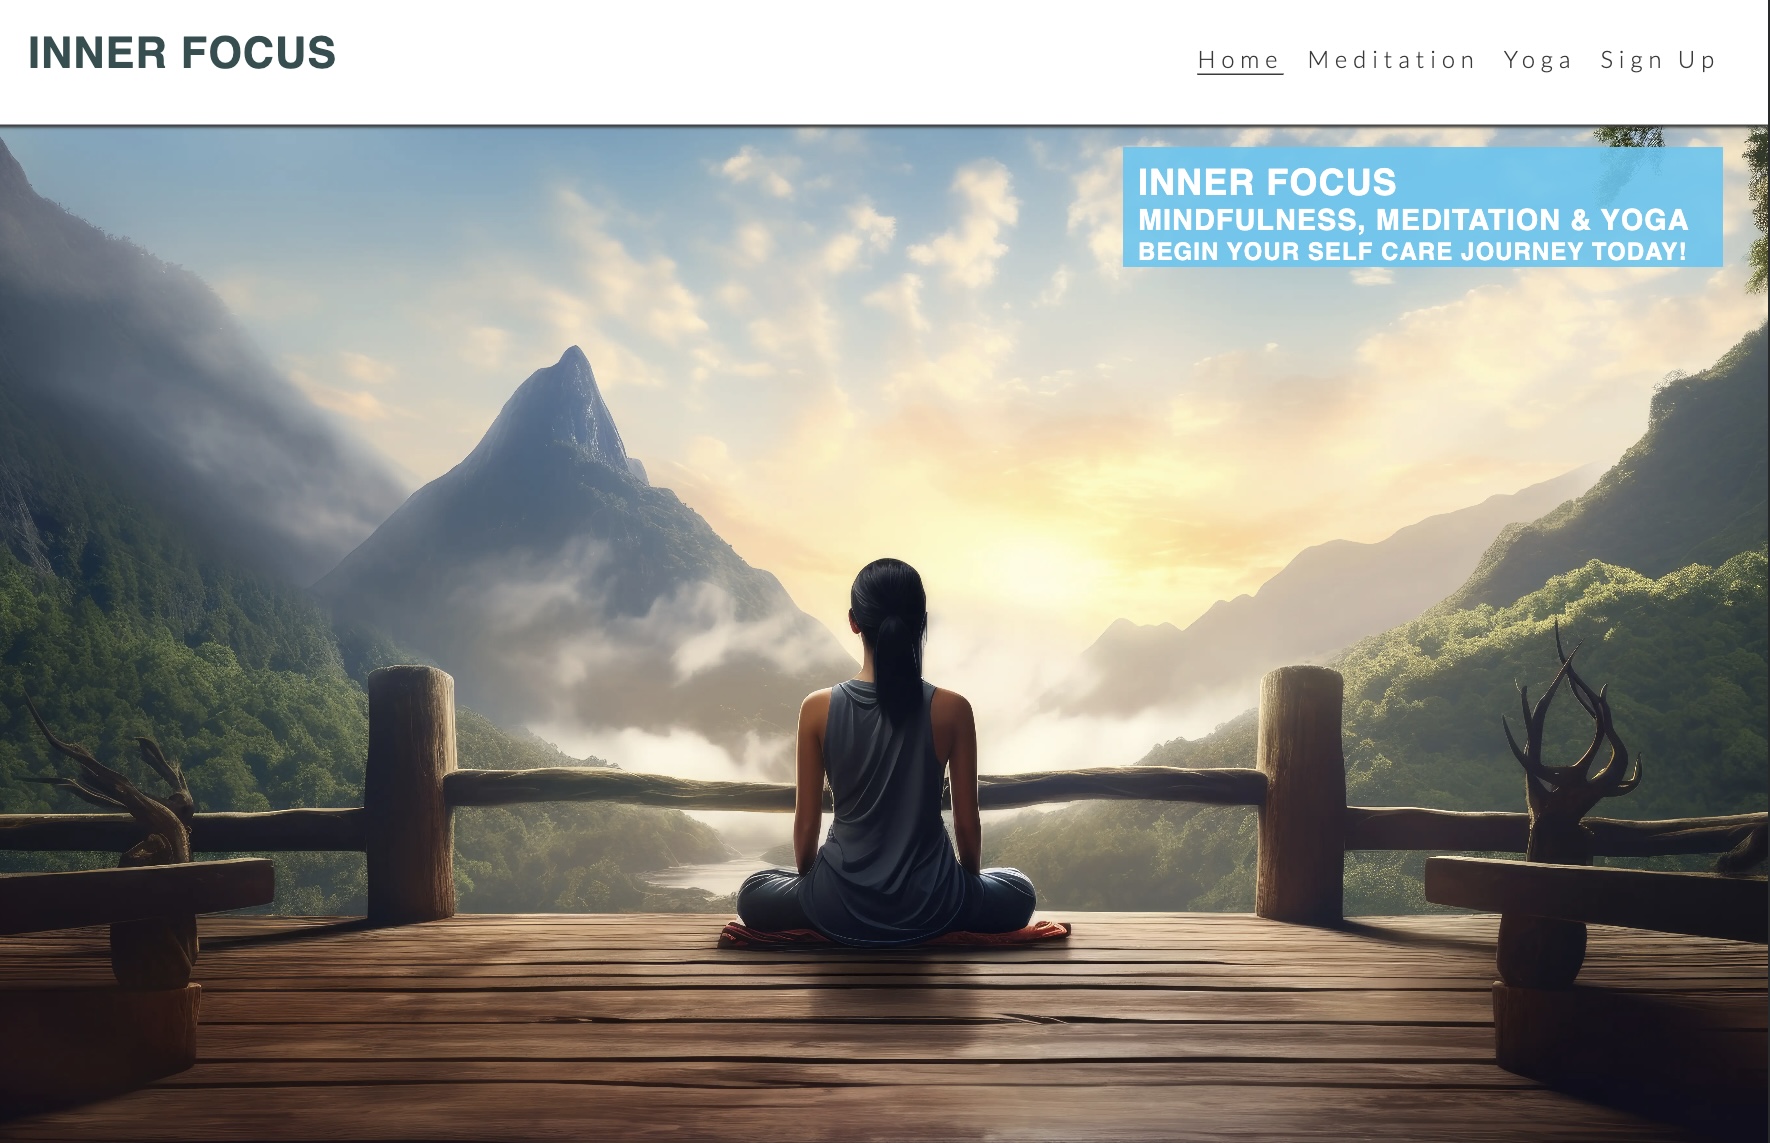 INNER FOCUS
Home Meditation Yoga Sign Up
INNER FOCUS
MINDFULNESS, MEDITATION & YOGA
BEGIN YOUR SELF CARE JOURNEY TODAY!